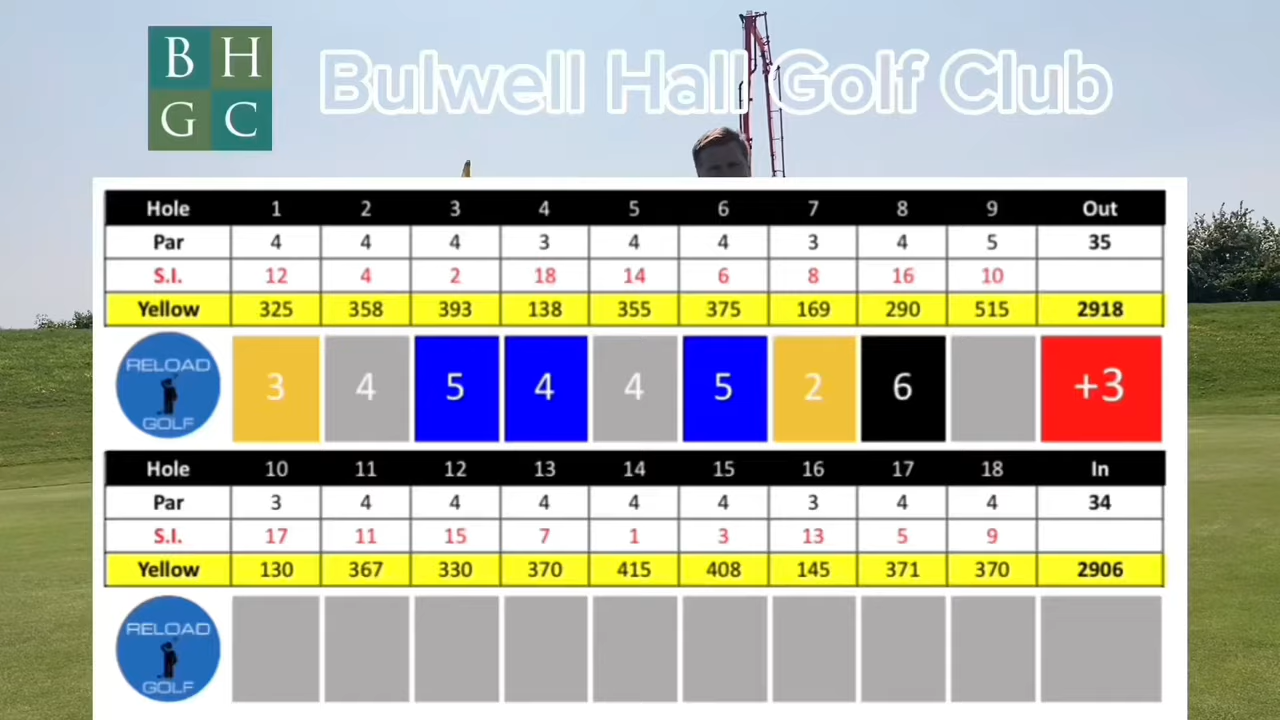 B H
G C
Bulwell Hall Golf Club
Hole 1 2 3 4 5 6 7 8 9 Out
Par 4 4 4 3 4 4 3 4 5 35
S.I. 12 4 2 18 14 6 8 16 10
Yellow 325 358 393 138 355 375 169 290 515 2918
RELOAD
GOLF
3 4 5 4 4 5 2 6 +3
Hole 10 11 12 13 14 15 16 17 18 In
Par 3 4 4 4 4 4 3 4 4 34
S.I. 17 11 15 7 1 3 13 5 9
Yellow 130 367 330 370 415 408 145 371 370 2906
RELOAD
GOLF